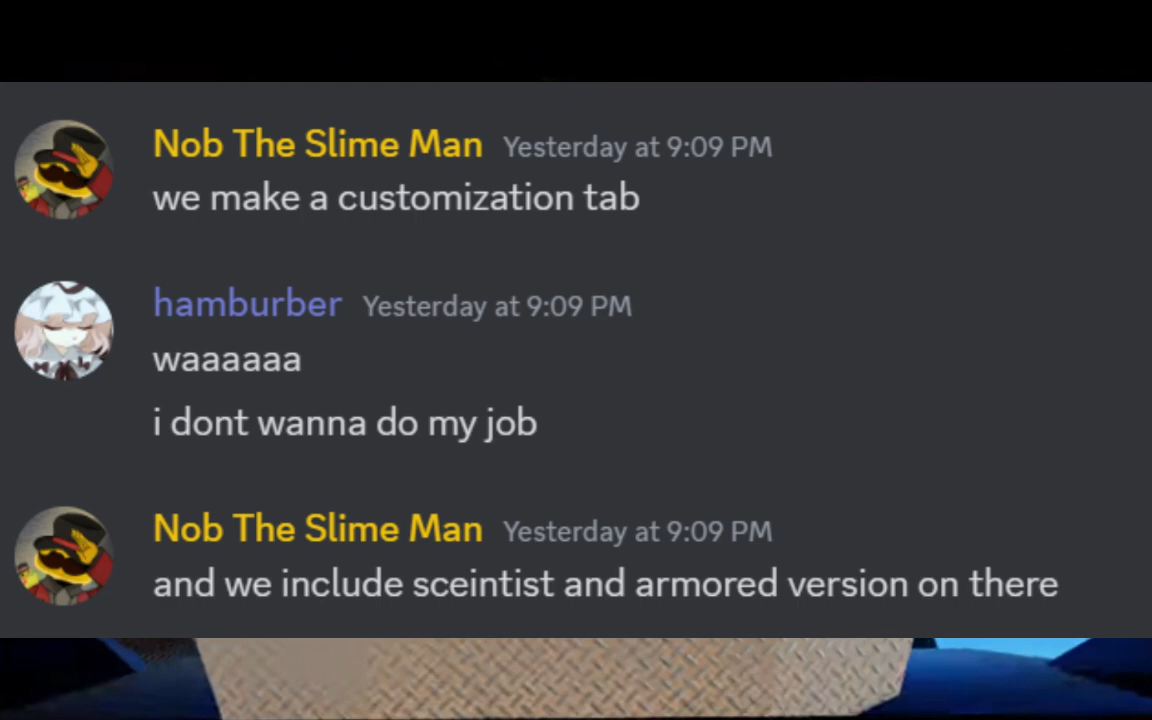 Nob The Slime Man Yesterday at 9:09 PM
we make a customization tab
hamburber Yesterday at 9:09 PM
waaaaaa
i dont wanna do my job
Nob The Slime Man Yesterday at 9:09 PM
and we include sceintist and armored version on there